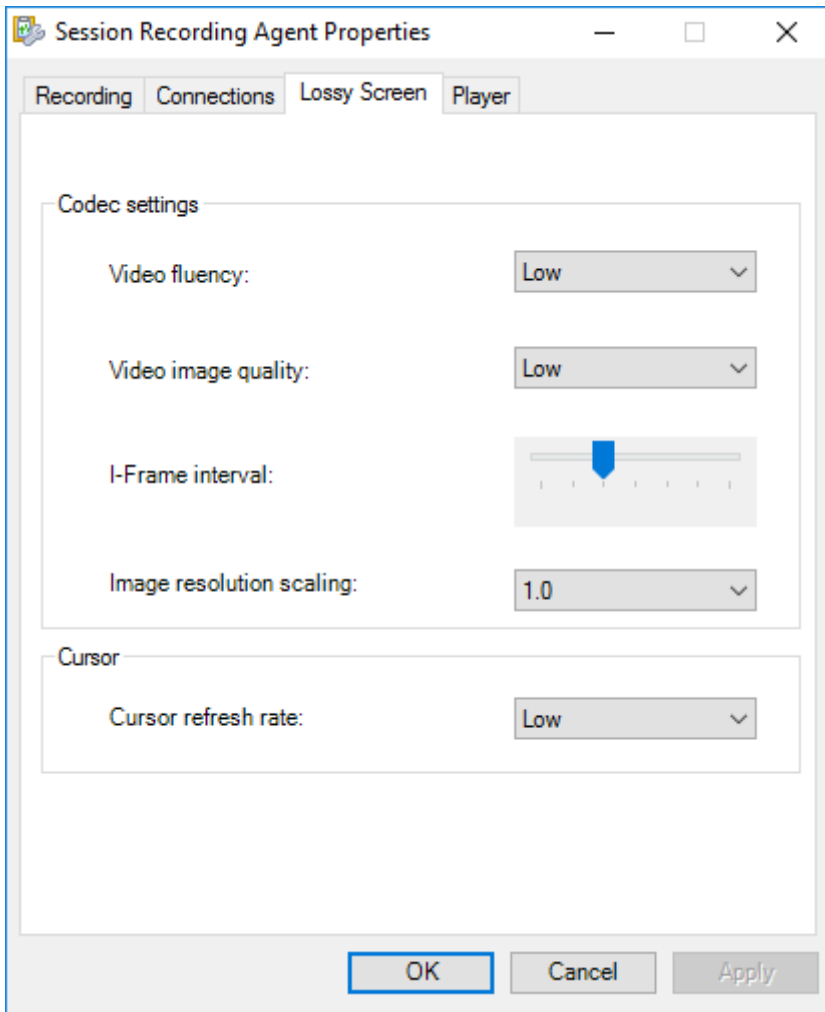 Session Recording Agent Properties
Recording Connections Lossy Screen Player
Codec settings
Video fluency: Low
Video image quality: Low
I-Frame interval:
Image resolution scaling: 1.0
Cursor
Cursor refresh rate: Low
OK Cancel Apply